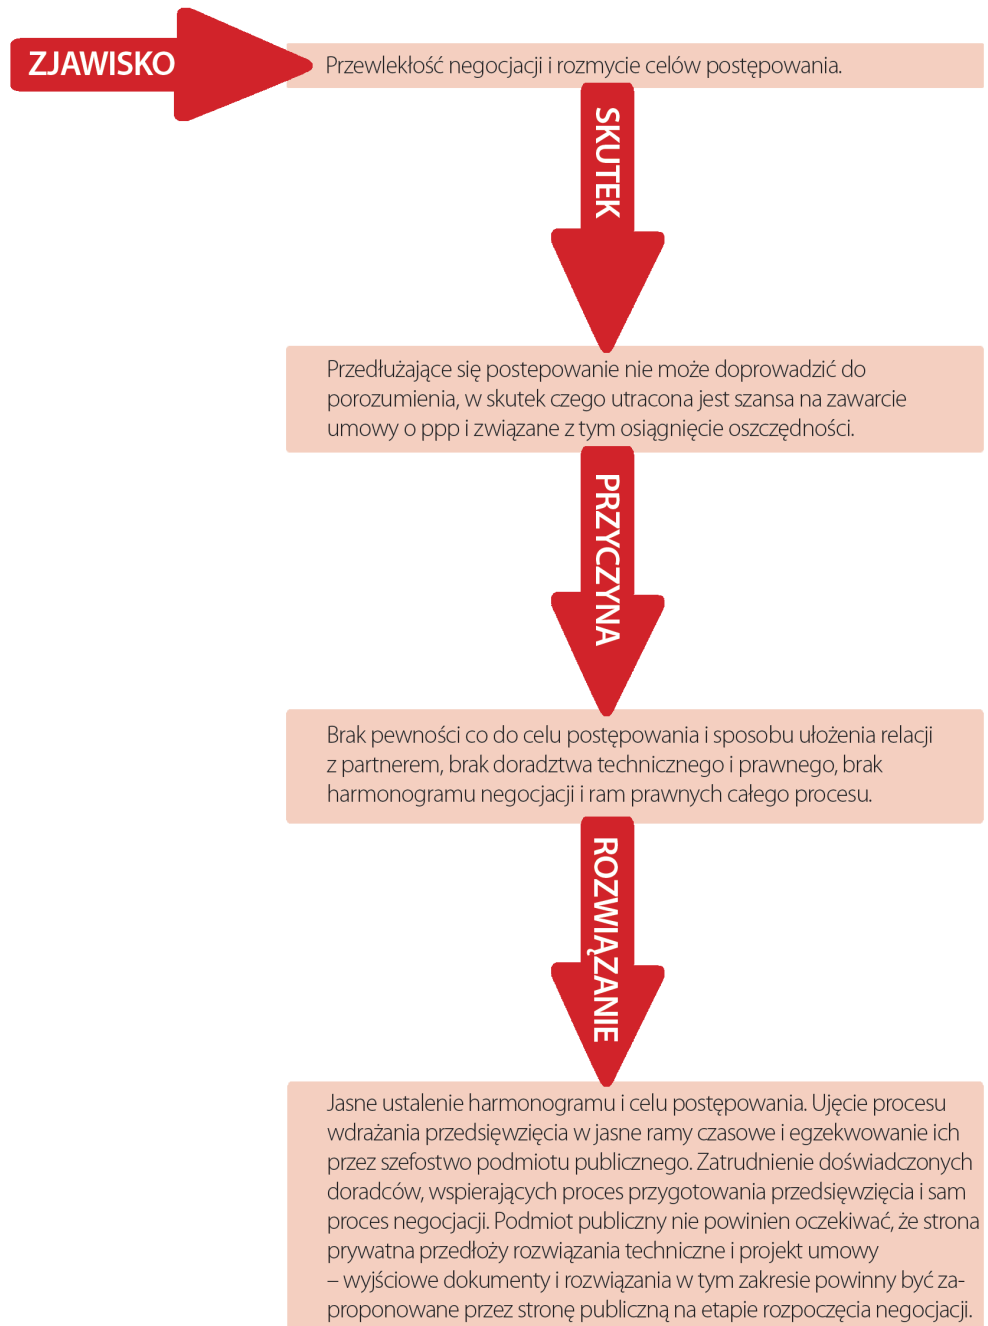 ZJAWISKO
Przewlekłość negocjacji i rozmycie celów postępowania.
SKUTEK
Przedłużające się postepowanie nie może doprowadzić do
porozumienia, w skutek czego utracona jest szansa na zawarcie
umowy o ppp i związane z tym osiągnięcie oszczędności.
PRZYCZYNA
Brak pewności co do celu postępowania i sposobu ułożenia relacji
z partnerem, brak doradztwa technicznego i prawnego, brak
harmonogramu negocjacji i ram prawnych całego procesu.
ROZWIĄZANIE
Jasne ustalenie harmonogramu i celu postępowania. Ujęcie procesu
wdrażania przedsięwzięcia w jasne ramy czasowe i egzekwowanie ich
przez szefostwo podmiotu publicznego. Zatrudnienie doświadczonych
doradców, wspierających proces przygotowania przedsięwzięcia i sam
proces negocjacji. Podmiot publiczny nie powinien oczekiwać, że strona
prywatna przedłoży rozwiązania techniczne i projekt umowy
– wyjściowe dokumenty i rozwiązania w tym zakresie powinny być za-
proponowane przez stronę publiczną na etapie rozpoczęcia negocjacji.